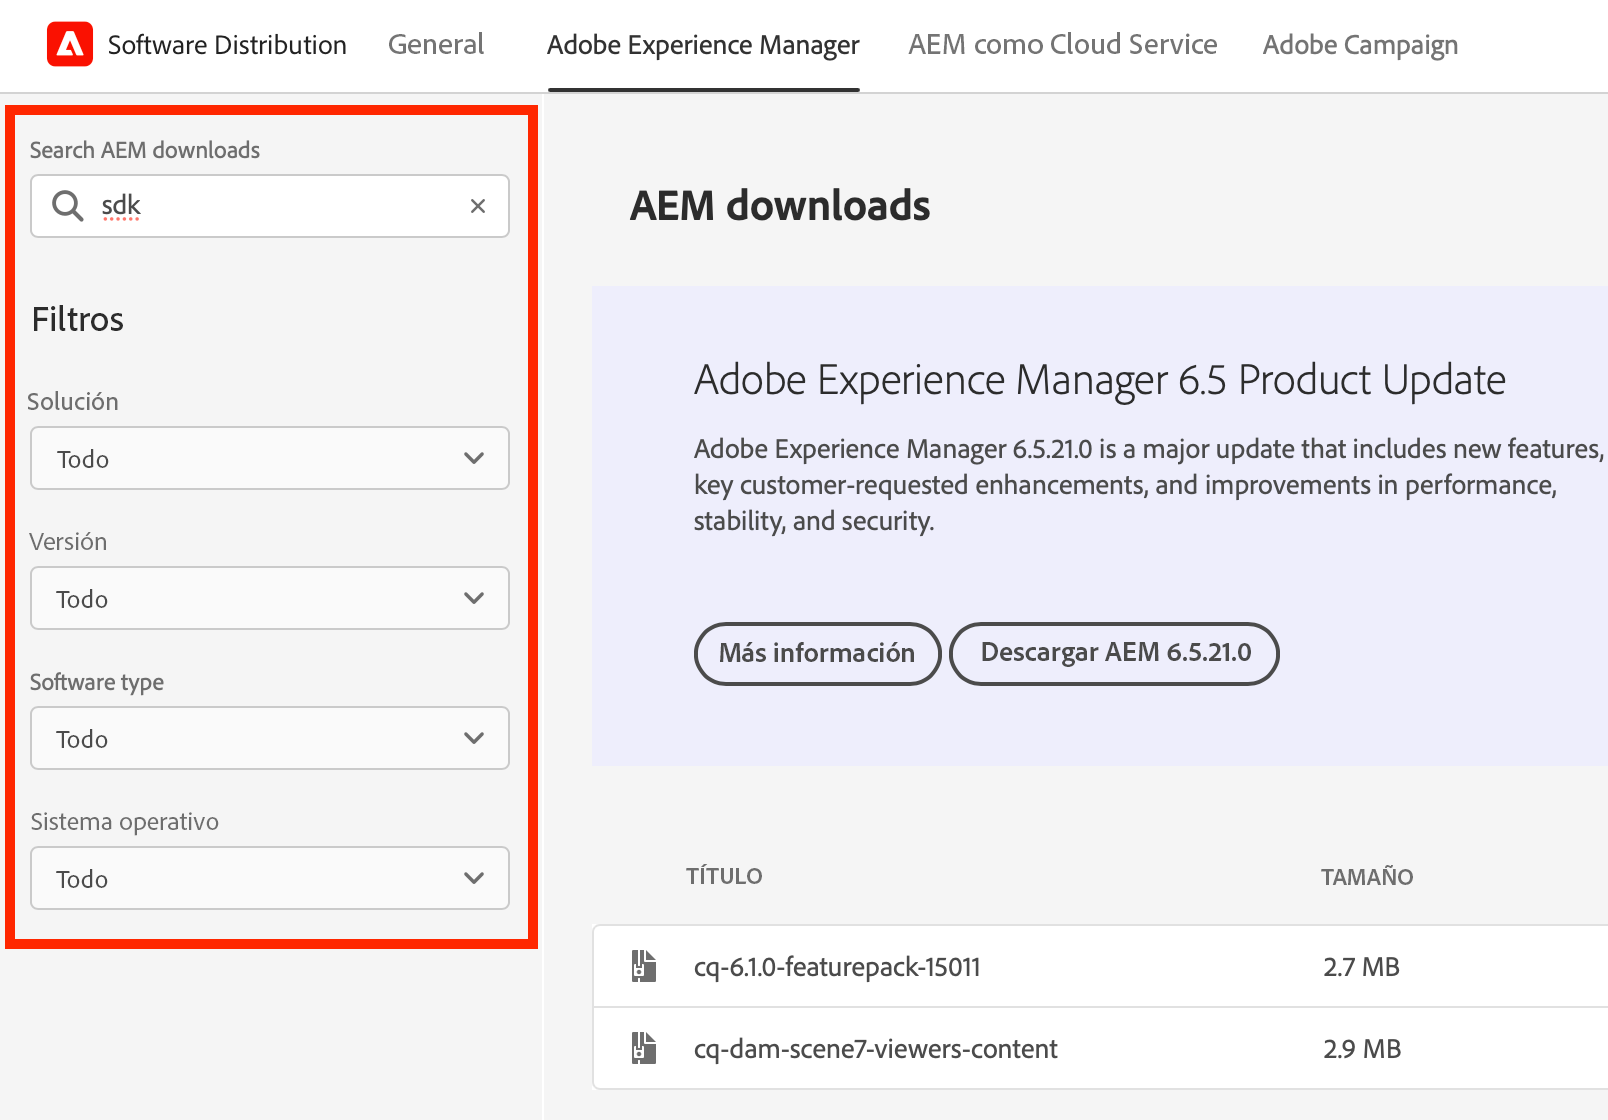 Software Distribution General Adobe Experience Manager AEM como Cloud Service Adobe Campaign
Search AEM downloads
sdk
Filtros
Solución
Todo
Versión
Todo
Software type
Todo
Sistema operativo
Todo
AEM downloads
Adobe Experience Manager 6.5 Product Update
Adobe Experience Manager 6.5.21.0 is a major update that includes new features,
key customer-requested enhancements, and improvements in performance,
stability, and security.
Más información Descargar AEM 6.5.21.0
TÍTULO TAMAÑO
cq-6.1.0-featurepack-15011 2.7 MB
cq-dam-scene7-viewers-content 2.9 MB